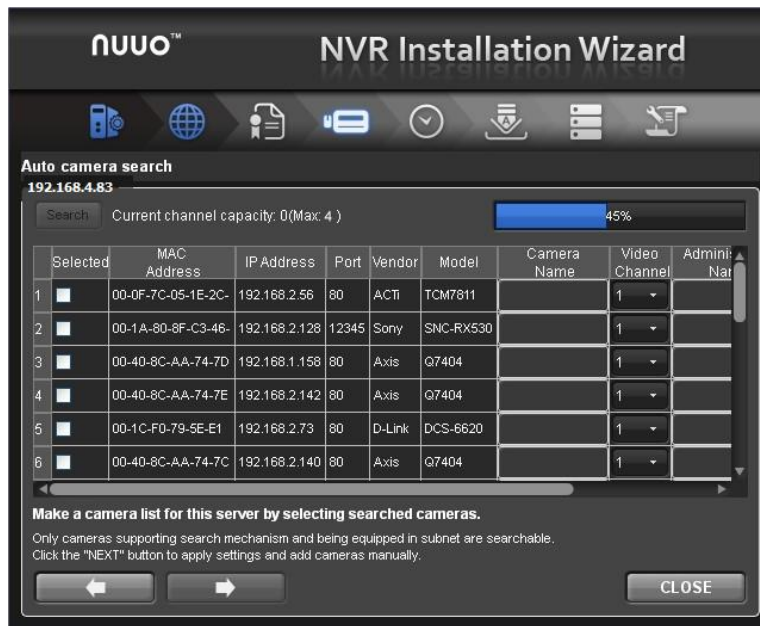 nuuo™ NVR Installation Wizard
Auto camera search
192.168.4.83
Search Current channel capacity: 0(Max: 4 ) 45%
Selected MAC Address IP Address Port Vendor Model Camera Name Video Channel
1 00-0F-7C-05-1E-2C- 192.168.2.56 80 ACTi TCM7811 1
2 00-1A-80-8F-C3-46- 192.168.2.128 12345 Sony SNC-RX530 1
3 00-40-8C-AA-74-7D 192.168.1.158 80 Axis Q7404 1
4 00-40-8C-AA-74-7E 192.168.2.142 80 Axis Q7404 1
5 00-1C-F0-79-5E-E1 192.168.2.73 80 D-Link DCS-6620 1
6 00-40-8C-AA-74-7C 192.168.2.140 80 Axis Q7404 1
Make a camera list for this server by selecting searched cameras.
Only cameras supporting search mechanism and being equipped in subnet are searchable.
Click the "NEXT" button to apply settings and add cameras manually.
CLOSE